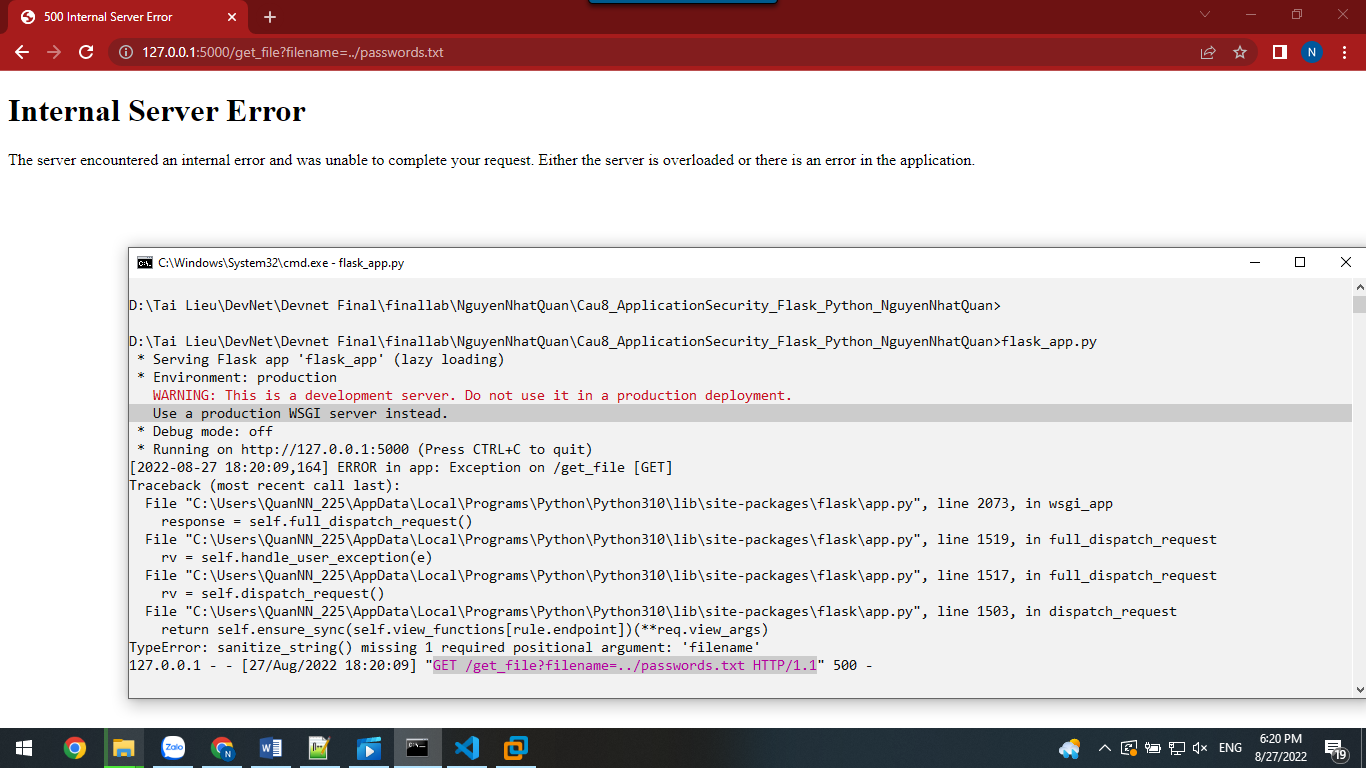 500 Internal Server Error
127.0.0.1:5000/get_file?filename=../passwords.txt
N
Internal Server Error
The server encountered an internal error and was unable to complete your request. Either the server is overloaded or there is an error in the application.
C:\Windows\System32\cmd.exe - flask_app.py
D:\Tai Lieu\DevNet\Devnet Final\finallab\NguyenNhatQuan\Cau8_ApplicationSecurity_Flask_Python_NguyenNhatQuan>
D:\Tai Lieu\DevNet\Devnet Final\finallab\NguyenNhatQuan\Cau8_ApplicationSecurity_Flask_Python_NguyenNhatQuan>flask_app.py
* Serving Flask app 'flask_app' (lazy loading)
* Environment: production
WARNING: This is a development server. Do not use it in a production deployment.
Use a production WSGI server instead.
* Debug mode: off
* Running on http://127.0.0.1:5000 (Press CTRL+C to quit)
[2022-08-27 18:20:09,164] ERROR in app: Exception on /get_file [GET]
Traceback (most recent call last):
File "C:\Users\QuanNN_225\AppData\Local\Programs\Python\Python310\lib\site-packages\flask\app.py", line 2073, in wsgi_app
response = self.full_dispatch_request()
File "C:\Users\QuanNN_225\AppData\Local\Programs\Python\Python310\lib\site-packages\flask\app.py", line 1519, in full_dispatch_request
rv = self.handle_user_exception(e)
File "C:\Users\QuanNN_225\AppData\Local\Programs\Python\Python310\lib\site-packages\flask\app.py", line 1517, in full_dispatch_request
rv = self.dispatch_request()
File "C:\Users\QuanNN_225\AppData\Local\Programs\Python\Python310\lib\site-packages\flask\app.py", line 1503, in dispatch_request
return self.ensure_sync(self.view_functions[rule.endpoint])(**req.view_args)
TypeError: sanitize_string() missing 1 required positional argument: 'filename'
127.0.0.1 - - [27/Aug/2022 18:20:09] "GET /get_file?filename=../passwords.txt HTTP/1.1" 500 -
Zalo
N
ENG
6:20 PM
8/27/2022
19